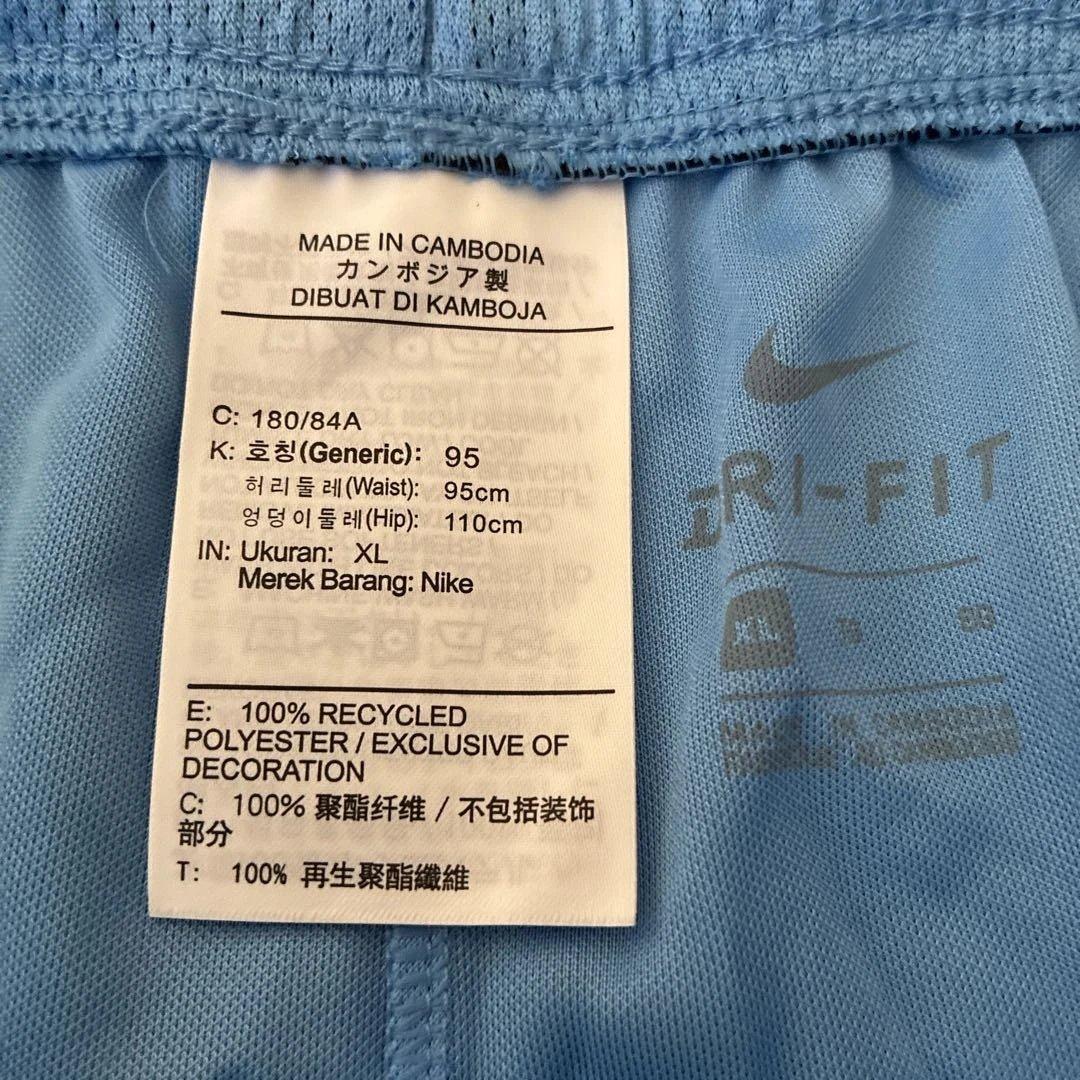 MADE IN CAMBODIA
カンボジア製
DIBUAT DI KAMBOJA
C: 180/84A
K: 호칭(Generic): 95
허리둘레(Waist): 95cm
엉덩이둘레(Hip): 110cm
IN: Ukuran: XL
Merek Barang: Nike
E: 100% RECYCLED
POLYESTER / EXCLUSIVE OF
DECORATION
C: 100% 聚酯纤维 / 不包括装饰
部分
T: 100% 再生聚酯纖維
DRI-FIT
XL